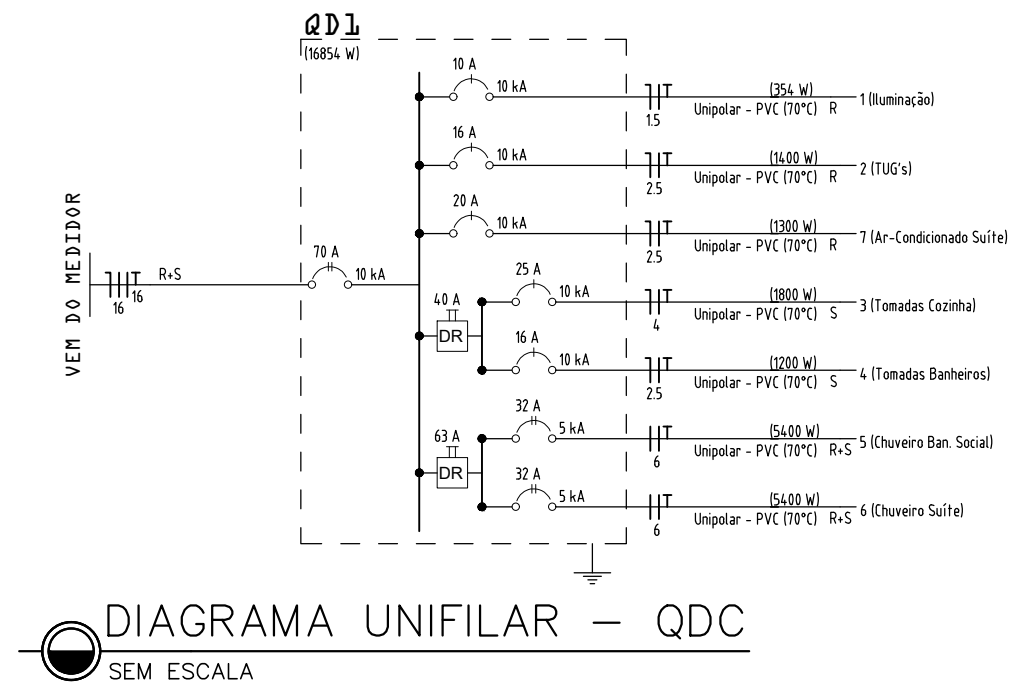 QD1
(16854 W)
10 A
10 kA
1.5
(354 W)
Unipolar - PVC (70°C) R
1 (Iluminação)
16 A
10 kA
2.5
(1400 W)
Unipolar - PVC (70°C) R
2 (TUG's)
20 A
10 kA
2.5
(1300 W)
Unipolar - PVC (70°C) R
7 (Ar-Condicionado Suíte)
VEM DO MEDIDOR
16
16
R+S
70 A
10 kA
25 A
10 kA
4
(1800 W)
Unipolar - PVC (70°C) S
3 (Tomadas Cozinha)
40 A
DR
16 A
10 kA
2.5
(1200 W)
Unipolar - PVC (70°C) S
4 (Tomadas Banheiros)
32 A
5 kA
6
(5400 W)
Unipolar - PVC (70°C) R+S
5 (Chuveiro Ban. Social)
63 A
DR
32 A
5 kA
6
(5400 W)
Unipolar - PVC (70°C) R+S
6 (Chuveiro Suíte)
DIAGRAMA UNIFILAR - QDC
SEM ESCALA